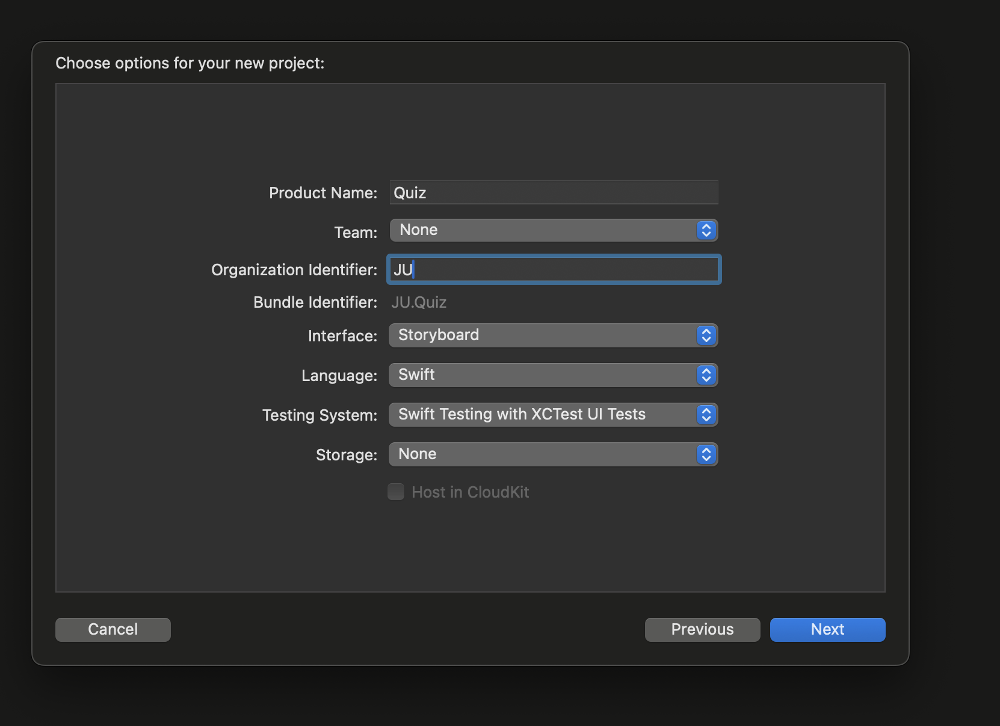 Choose options for your new project:
Product Name: Quiz
Team: None
Organization Identifier: JU
Bundle Identifier: JU.Quiz
Interface: Storyboard
Language: Swift
Testing System: Swift Testing with XCTest UI Tests
Storage: None
Host in CloudKit
Cancel Previous Next